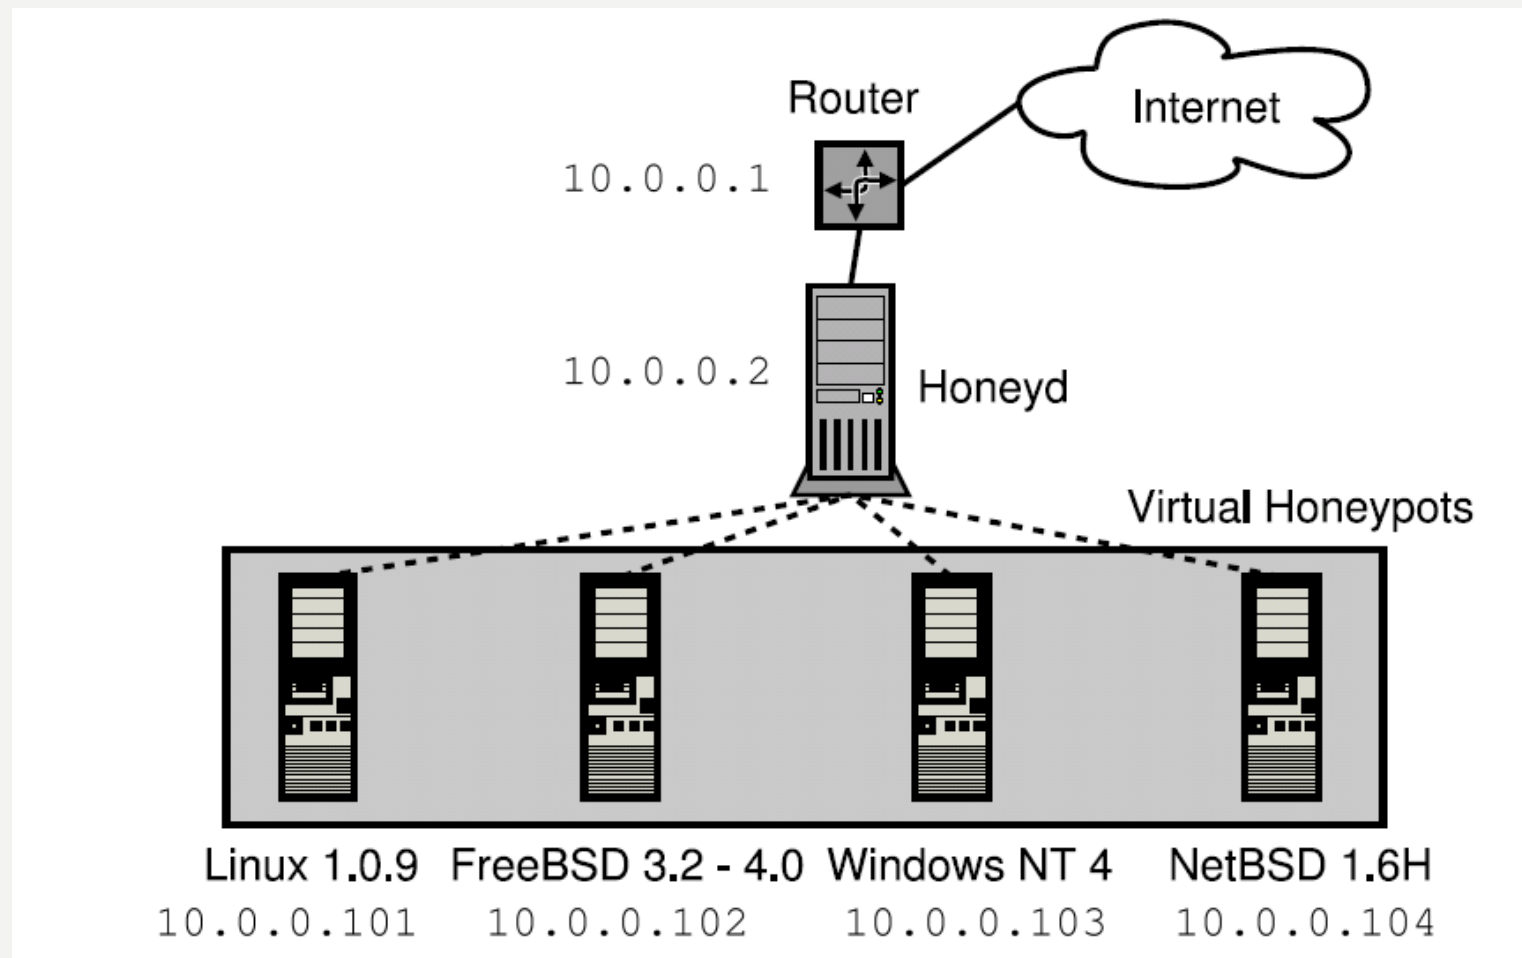 Router
Internet
10.0.0.1
10.0.0.2
Honeyd
Virtual Honeypots
Linux 1.0.9 FreeBSD 3.2 - 4.0 Windows NT 4 NetBSD 1.6H
10.0.0.101 10.0.0.102 10.0.0.103 10.0.0.104